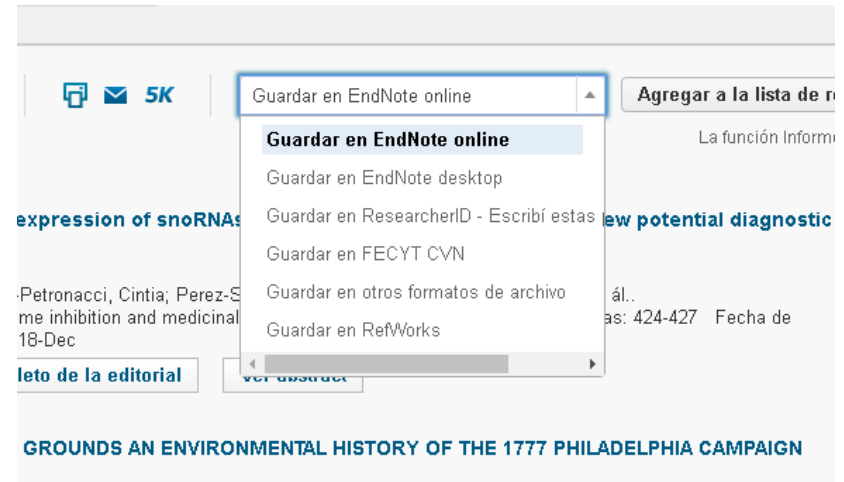 5K
Guardar en EndNote online
Agregar a la lista de r
La función Inform
Guardar en EndNote online
Guardar en EndNote desktop
Guardar en ResearcherID - Escribí estas
Guardar en FECYT CVN
Guardar en otros formatos de archivo
Guardar en RefWorks
expression of snoRNAs
ew potential diagnostic
-Petronacci, Cintia; Perez-S
ál..
me inhibition and medicinal
as: 424-427 Fecha de
18-Dec
leto de la editorial
Ver abstract
GROUNDS AN ENVIRONMENTAL HISTORY OF THE 1777 PHILADELPHIA CAMPAIGN